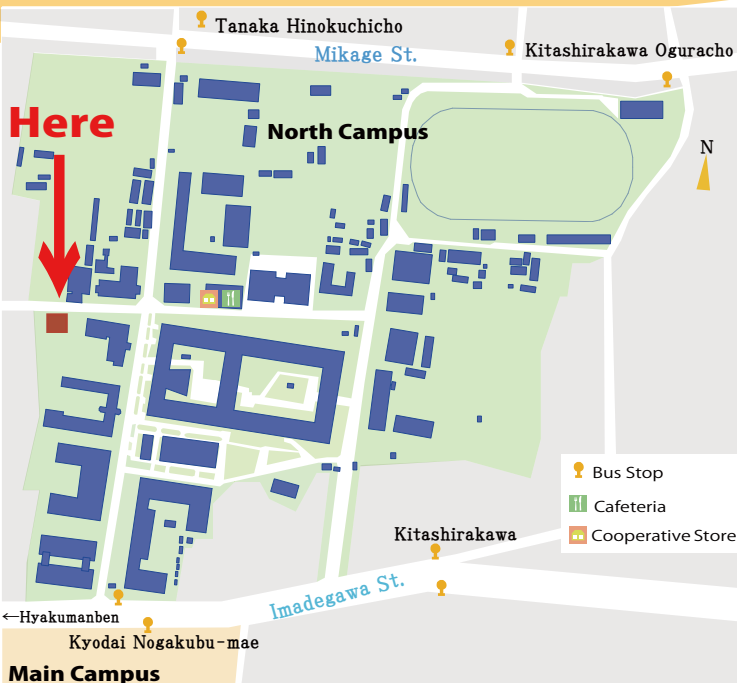 Tanaka Hinokuchicho
Mikage St.
Kitashirakawa Oguracho
Here
North Campus
N
Bus Stop
Cafeteria
Cooperative Store
Kitashirakawa
Imadegawa St.
←Hyakumanben
Kyodai Nogakubu-mae
Main Campus